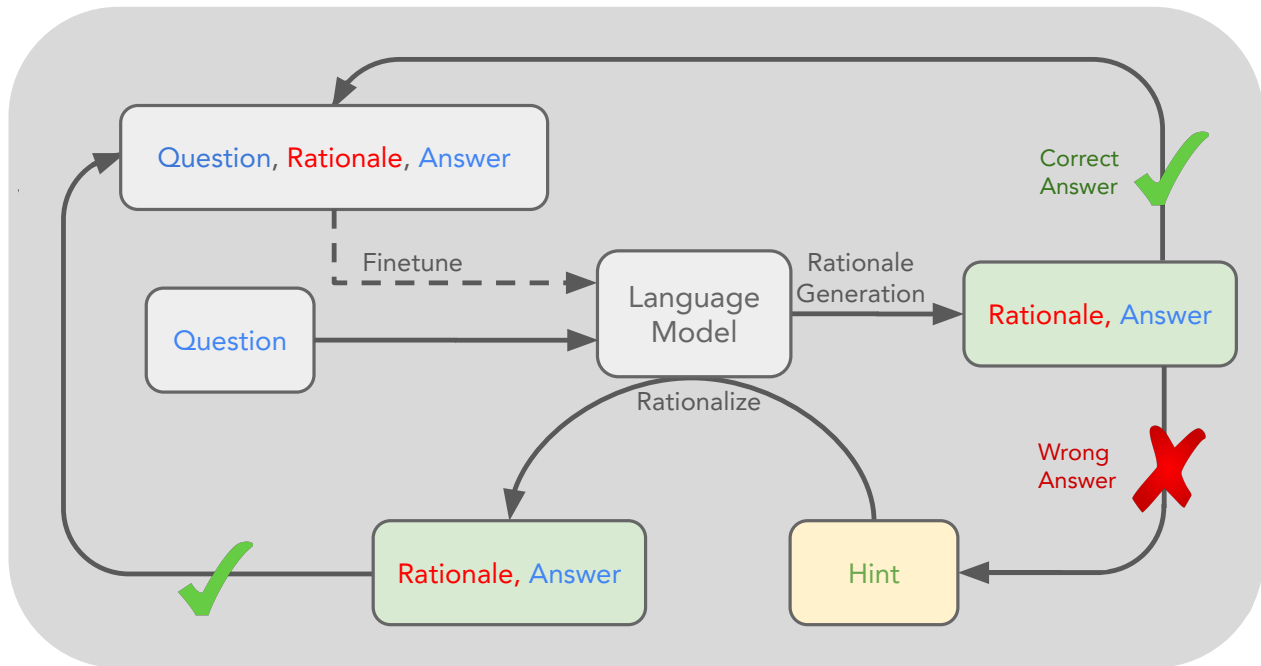 Question, Rationale, Answer
Correct
Answer
Finetune
Rationale
Generation
Language
Model
Question
Rationale, Answer
Rationalize
Wrong
Answer
Rationale, Answer
Hint